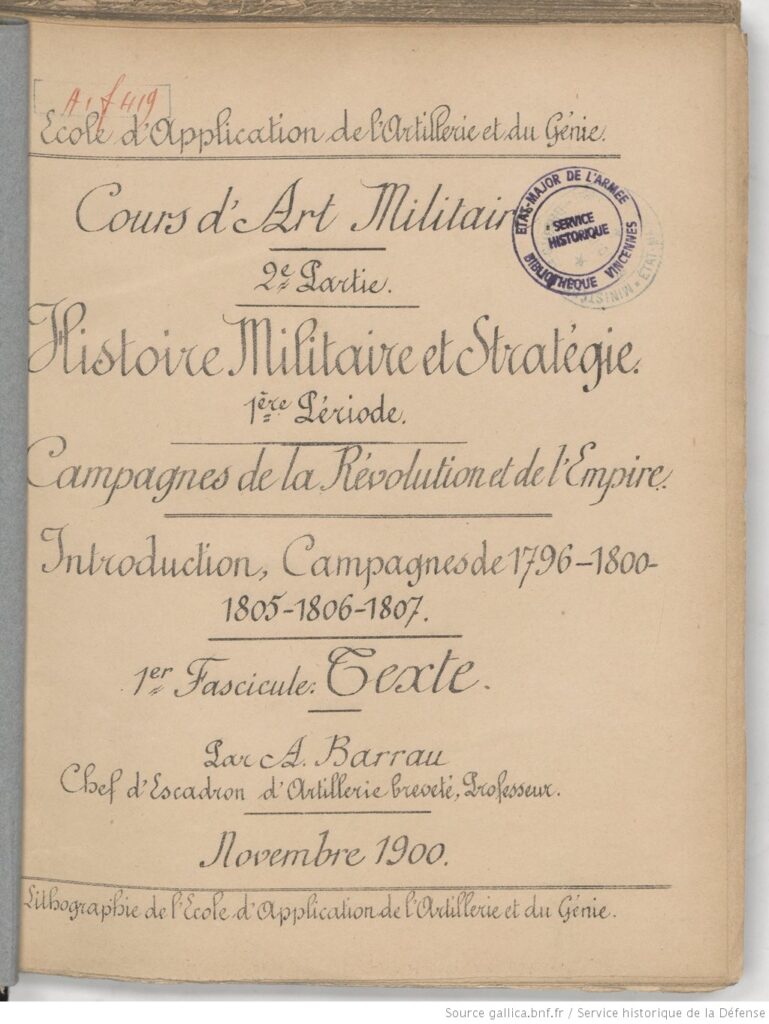 A1 f 419
Ecole d'Application de l'Artillerie et du Génie.
Cours d'Art Militair
ETAT-MAJOR DE L'ARMÉE
SERVICE
HISTORIQUE
BIBLIOTHÈQUE VINCENNES
2e Partie.
Histoire Militaire et Stratégie.
1ère Période.
Campagnes de la Révolution et de l'Empire.
Introduction, Campagnes de 1796-1800-
1805-1806-1807.
1er Fascicule: Texte.
Par A. Barrau
Chef d'Escadron d'Artillerie breveté, Professeur.
Novembre 1900.
Lithographie de l'Ecole d'Application de l'Artillerie et du Génie.
Source gallica.bnf.fr / Service historique de la Défense